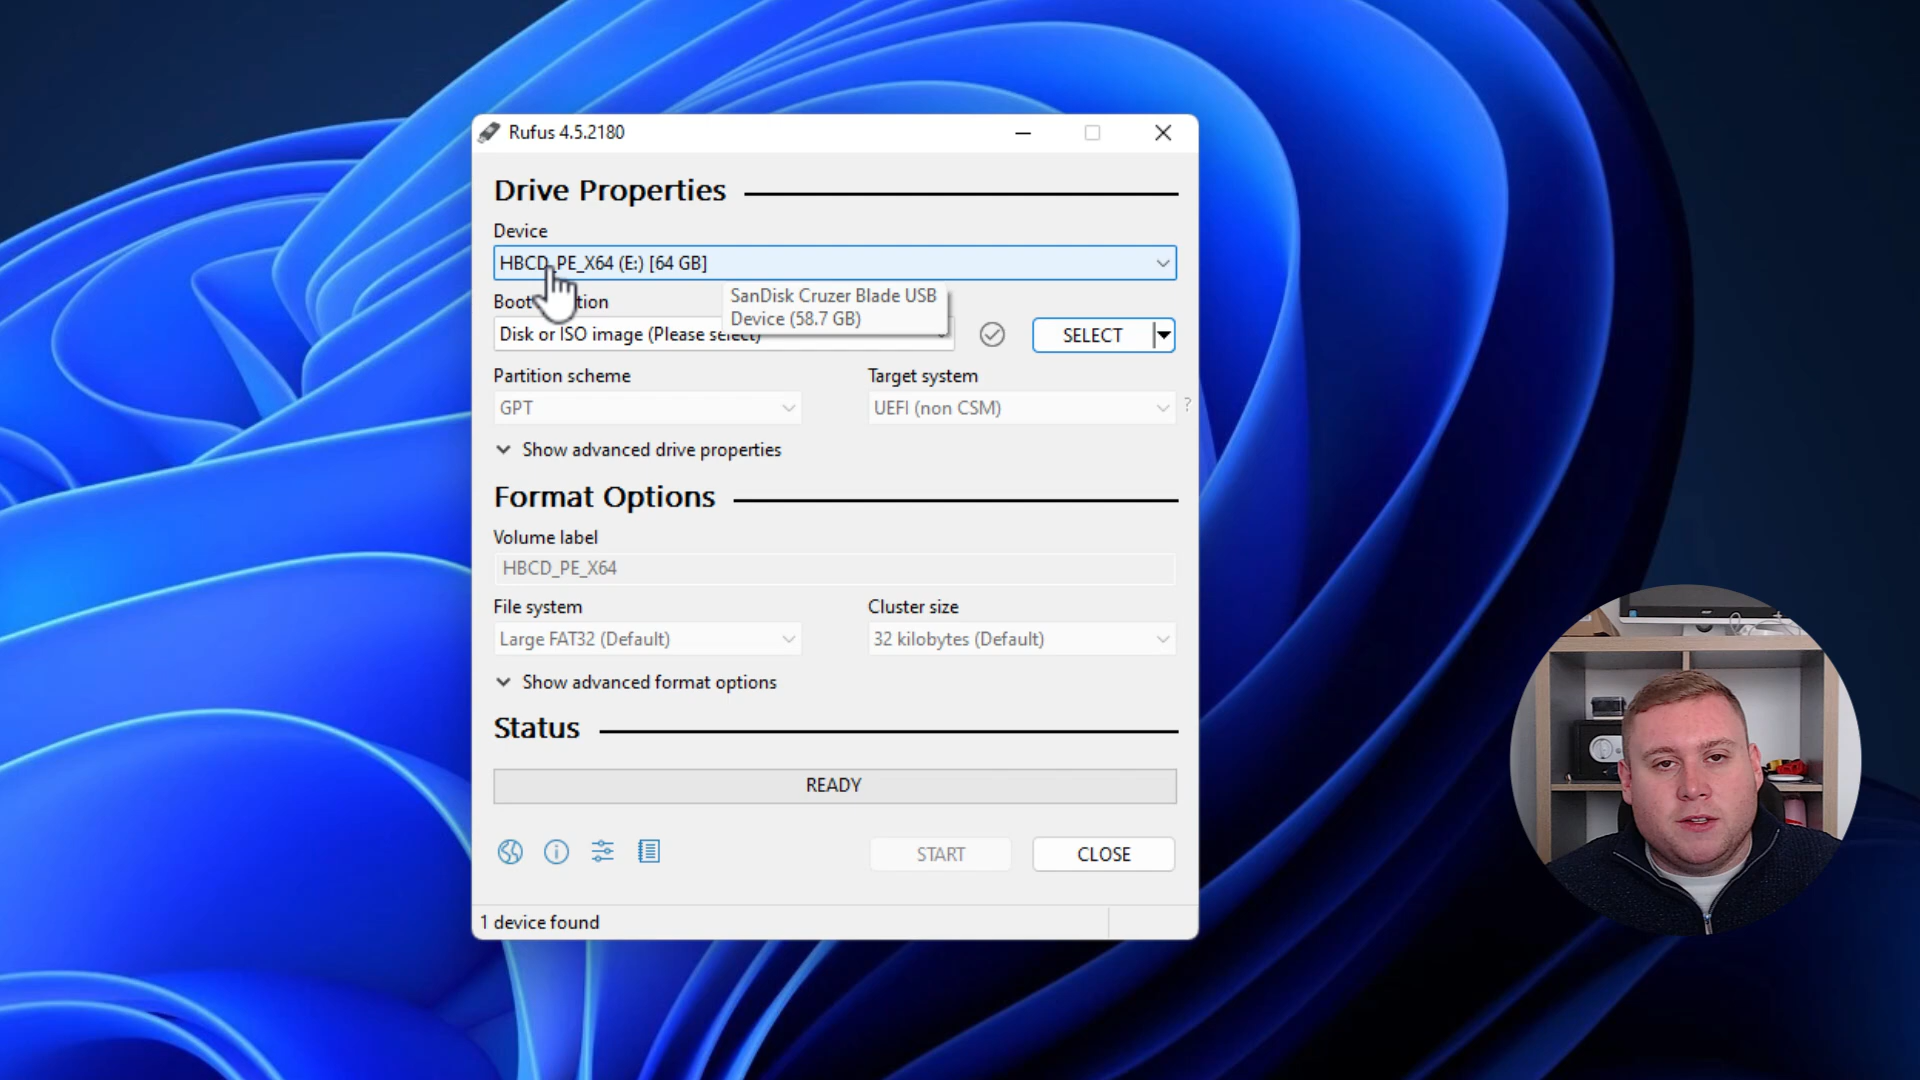 Rufus 4.5.2180
Drive Properties
Device
HBCD_PE_X64 (E:) [64 GB]
SanDisk Cruzer Blade USB
Device (58.7 GB)
Disk or ISO image (Please select)
SELECT
Partition scheme
Target system
GPT
UEFI (non CSM)
?
Show advanced drive properties
Format Options
Volume label
HBCD_PE_X64
File system
Cluster size
Large FAT32 (Default)
32 kilobytes (Default)
Show advanced format options
Status
READY
START
CLOSE
1 device found